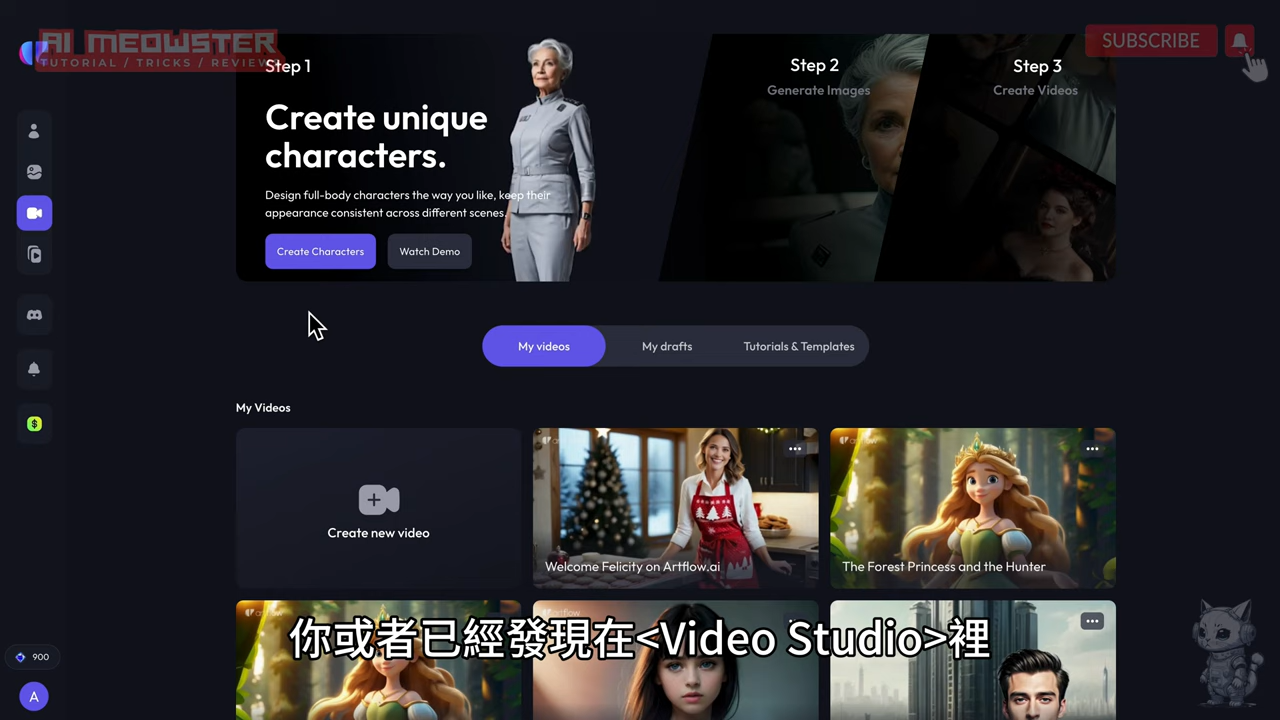 AI MEOWSTER
TUTORIAL / TRICKS / REVIEW
SUBSCRIBE
Step 1
Create unique
characters.
Design full-body characters the way you like, keep their
appearance consistent across different scenes.
Create Characters
Watch Demo
Step 2
Generate Images
Step 3
Create Videos
My videos
My drafts
Tutorials & Templates
My Videos
Create new video
Welcome Felicity on Artflow.ai
The Forest Princess and the Hunter
artflow
你或者已經發現在<Video Studio>裡
900
A